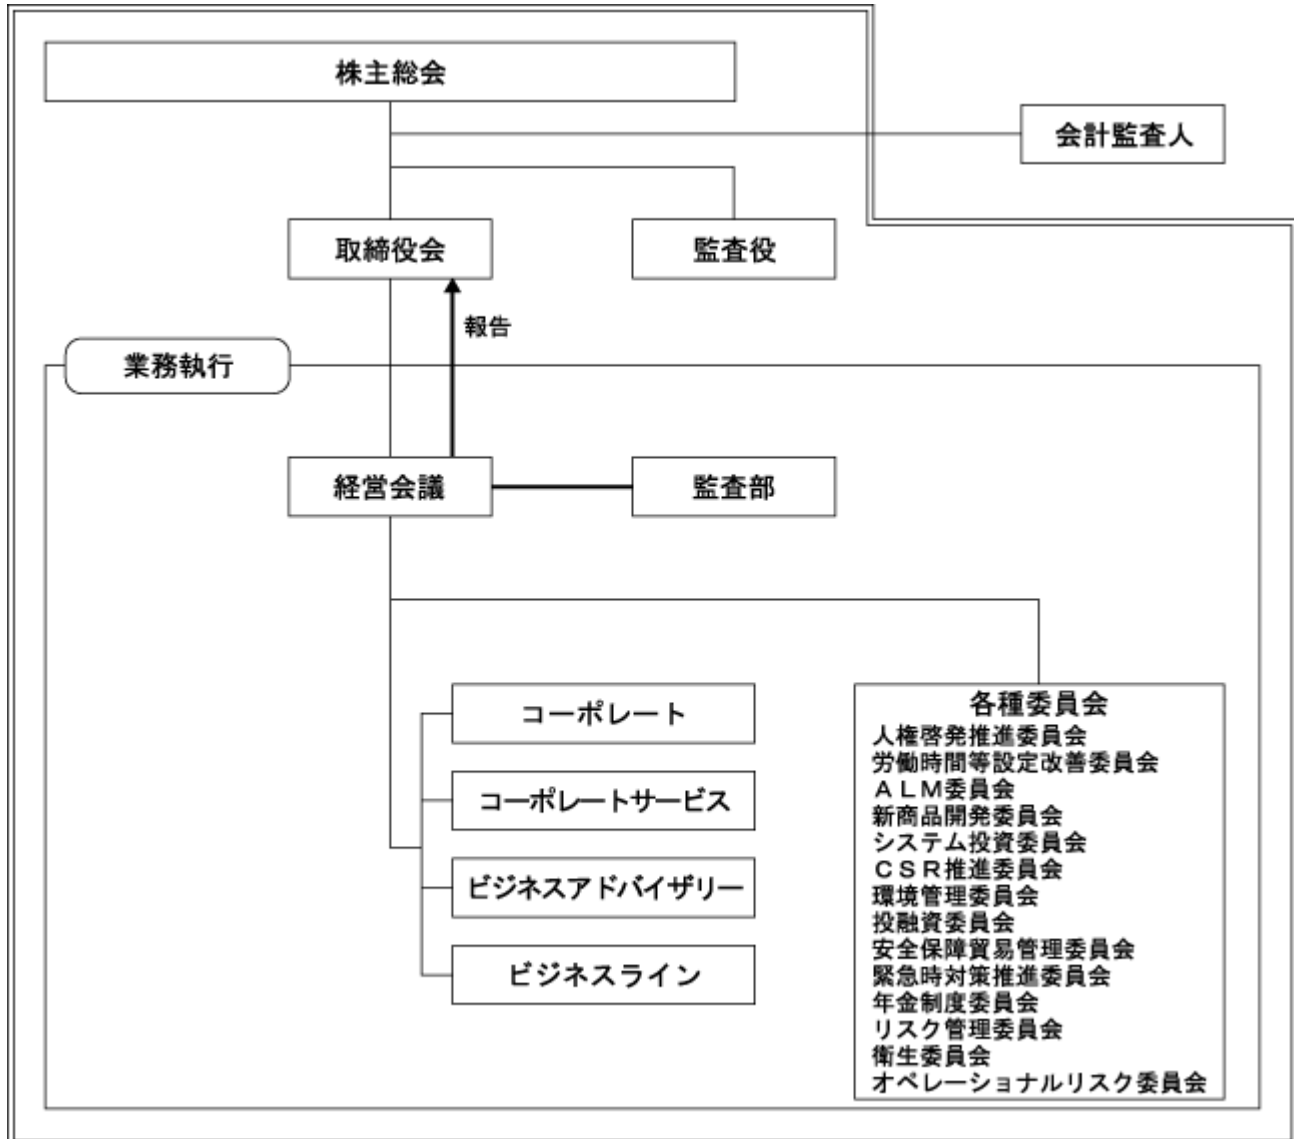 株主総会
会計監査人
取締役会
監査役
報告
業務執行
経営会議
監査部
コーポレート
コーポレートサービス
ビジネスアドバイザリー
ビジネスライン
各種委員会
人権啓発推進委員会
労働時間等設定改善委員会
ＡＬＭ委員会
新商品開発委員会
システム投資委員会
ＣＳＲ推進委員会
環境管理委員会
投融資委員会
安全保障貿易管理委員会
緊急時対策推進委員会
年金制度委員会
リスク管理委員会
衛生委員会
オペレーショナルリスク委員会